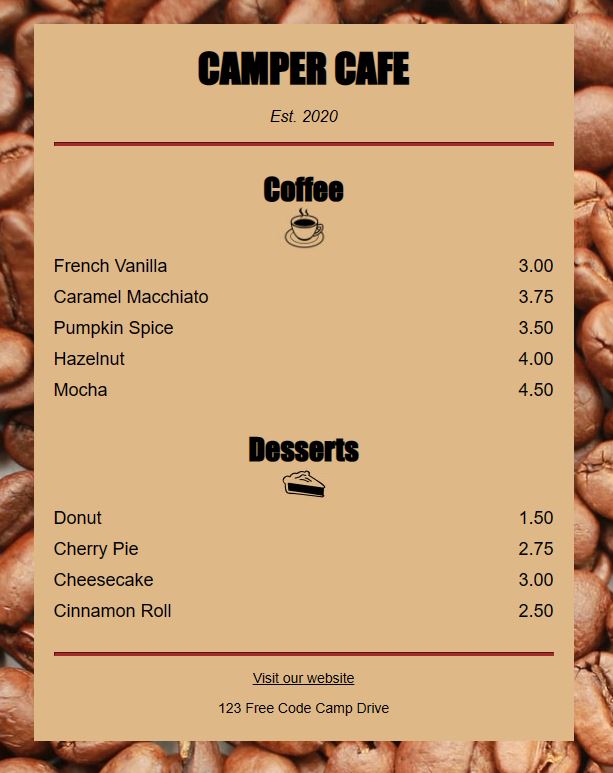 CAMPER CAFE
Est. 2020
Coffee
French Vanilla 3.00
Caramel Macchiato 3.75
Pumpkin Spice 3.50
Hazelnut 4.00
Mocha 4.50
Desserts
Donut 1.50
Cherry Pie 2.75
Cheesecake 3.00
Cinnamon Roll 2.50
Visit our website
123 Free Code Camp Drive